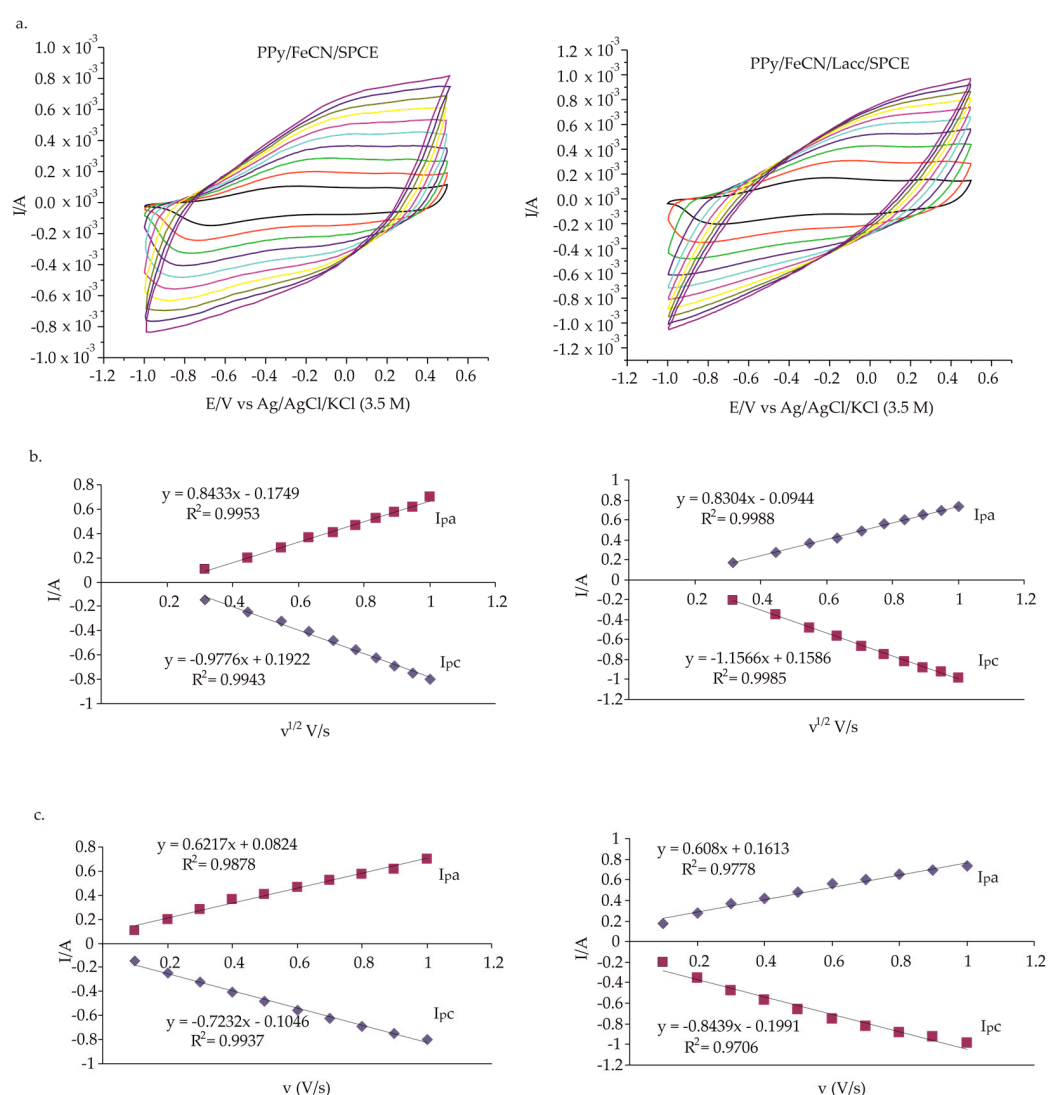 a.
PPy/FeCN/SPCE
1.0 x 10⁻³
0.8 x 10⁻³
0.6 x 10⁻³
0.4 x 10⁻³
0.2 x 10⁻³
0.0 x 10⁻³
-0.2 x 10⁻³
-0.4 x 10⁻³
-0.6 x 10⁻³
-0.8 x 10⁻³
-1.0 x 10⁻³
I/A
-1.2 -1.0 -0.8 -0.6 -0.4 -0.2 0.0 0.2 0.4 0.6
E/V vs Ag/AgCl/KCl (3.5 M)
PPy/FeCN/Lacc/SPCE
1.2 x 10⁻³
1.0 x 10⁻³
0.8 x 10⁻³
0.6 x 10⁻³
0.4 x 10⁻³
0.2 x 10⁻³
0.0 x 10⁻³
-0.2 x 10⁻³
-0.4 x 10⁻³
-0.6 x 10⁻³
-0.8 x 10⁻³
-1.0 x 10⁻³
-1.2 x 10⁻³
I/A
-1.2 -1.0 -0.8 -0.6 -0.4 -0.2 0.0 0.2 0.4 0.6
E/V vs Ag/AgCl/KCl (3.5 M)
b.
y = 0.8433x - 0.1749
R² = 0.9953
Ipa
0.8
0.6
0.4
0.2
0
-0.2
-0.4
-0.6
-0.8
-1
I/A
0.2 0.4 0.6 0.8 1 1.2
y = -0.9776x + 0.1922
R² = 0.9943
Ipc
v^1/2 V/s
y = 0.8304x - 0.0944
R² = 0.9988
Ipa
1
0.8
0.6
0.4
0.2
0
-0.2
-0.4
-0.6
-0.8
-1
-1.2
I/A
0.2 0.4 0.6 0.8 1 1.2
y = -1.1566x + 0.1586
R² = 0.9985
Ipc
v^1/2 V/s
c.
y = 0.6217x + 0.0824
R² = 0.9878
Ipa
0.8
0.6
0.4
0.2
0
-0.2
-0.4
-0.6
-0.8
-1
I/A
0.2 0.4 0.6 0.8 1 1.2
y = -0.7232x - 0.1046
R² = 0.9937
Ipc
v (V/s)
y = 0.608x + 0.1613
R² = 0.9778
Ipa
1
0.8
0.6
0.4
0.2
0
-0.2
-0.4
-0.6
-0.8
-1
-1.2
I/A
0.2 0.4 0.6 0.8 1 1.2
y = -0.8439x - 0.1991
R² = 0.9706
Ipc
v (V/s)